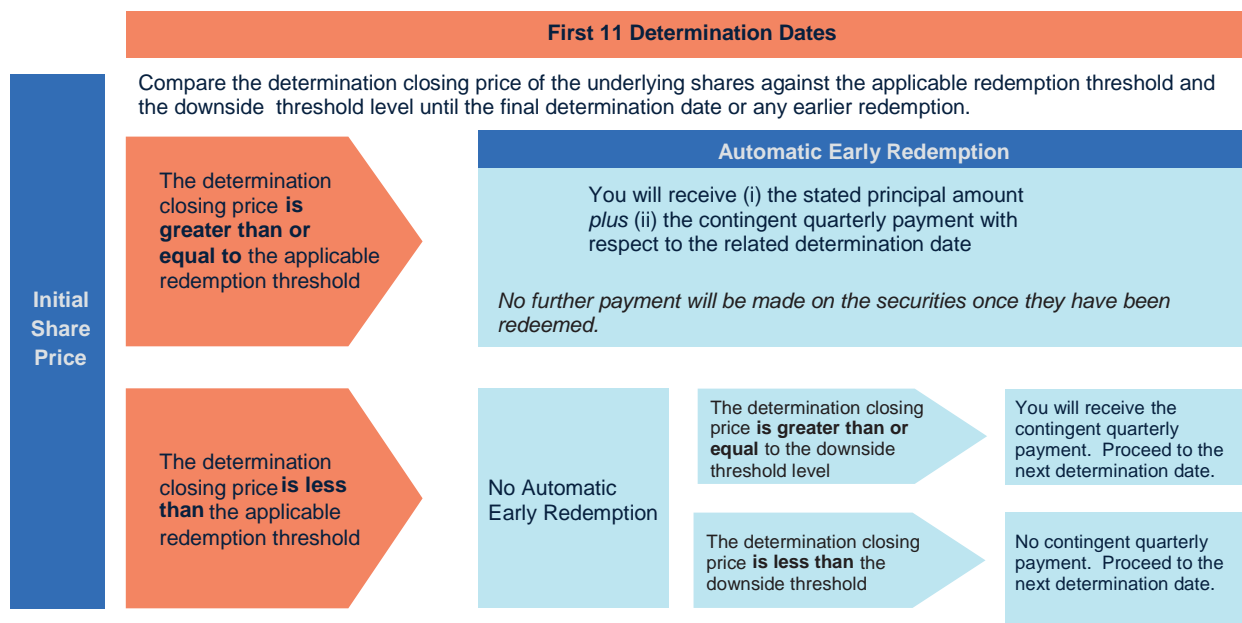 First 11 Determination Dates
Compare the determination closing price of the underlying shares against the applicable redemption threshold and
the downside threshold level until the final determination date or any earlier redemption.
Initial
Share
Price
The determination
closing price is
greater than or
equal to the applicable
redemption threshold
Automatic Early Redemption
You will receive (i) the stated principal amount
plus (ii) the contingent quarterly payment with
respect to the related determination date
No further payment will be made on the securities once they have been
redeemed.
The determination
closing price is less
than the applicable
redemption threshold
No Automatic
Early Redemption
The determination closing
price is greater than or
equal to the downside
threshold level
You will receive the
contingent quarterly
payment. Proceed to the
next determination date.
The determination closing
price is less than the
downside threshold
No contingent quarterly
payment. Proceed to the
next determination date.